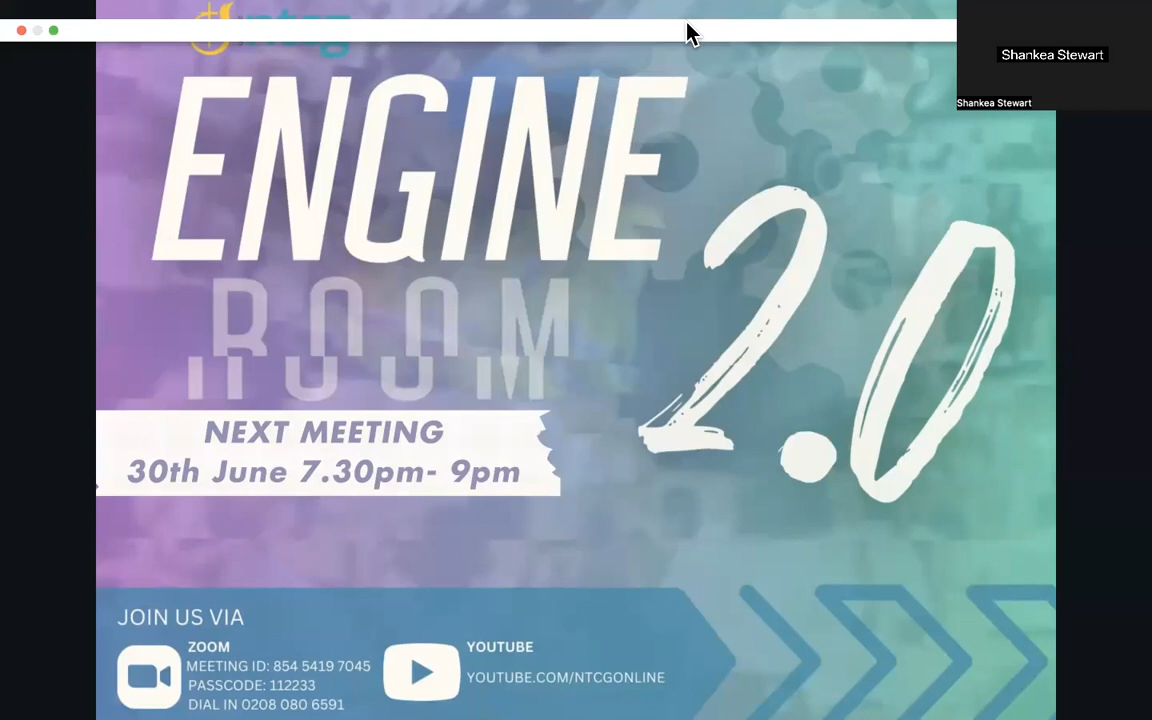 ntcg
Shankea Stewart
Shankea Stewart
ENGINE
ROOM
2.0
NEXT MEETING
30th June 7.30pm- 9pm
JOIN US VIA
ZOOM
MEETING ID: 854 5419 7045
PASSCODE: 112233
DIAL IN 0208 080 6591
YOUTUBE
YOUTUBE.COM/NTCGONLINE